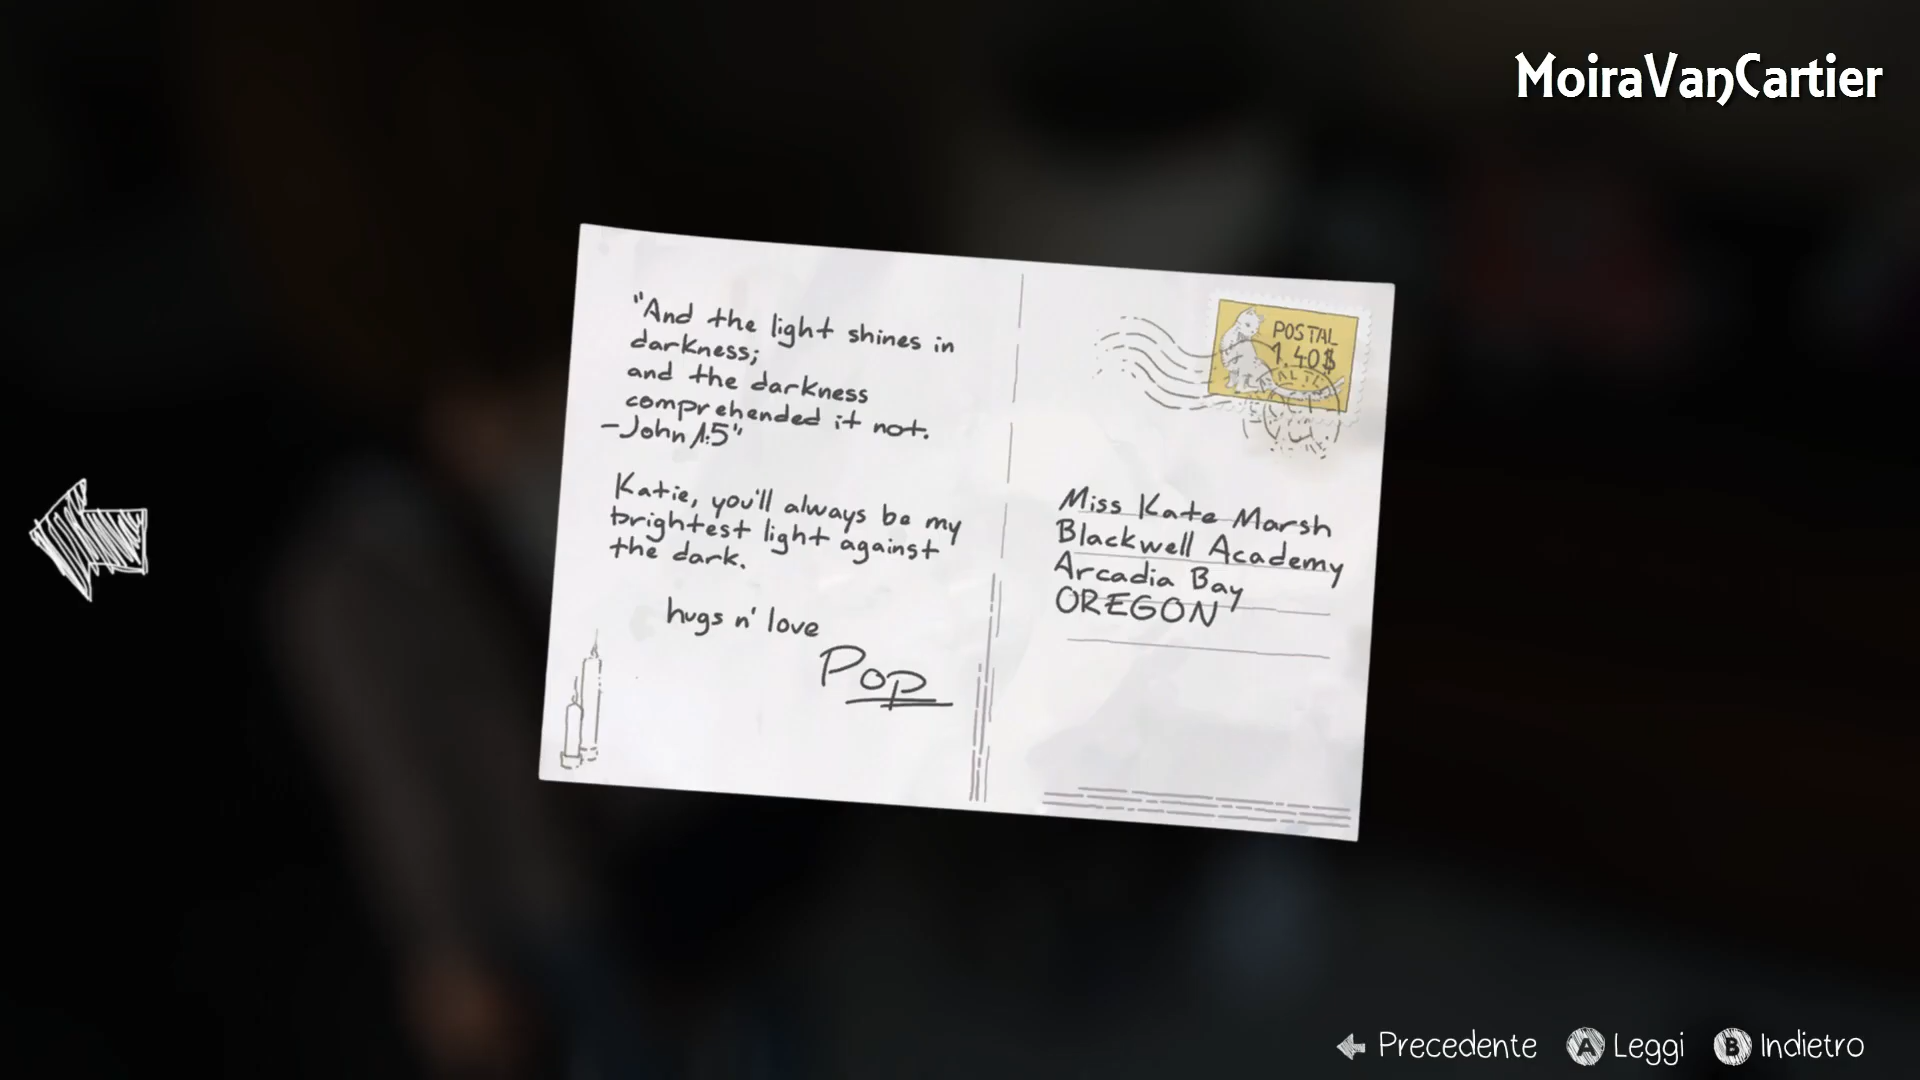 MoiraVanCartier
"And the light shines in
darkness;
and the darkness
comprehended it not.
-John 1:5"
Katie, you'll always be my
brightest light against
the dark.
hugs n' love
Pop
POSTAL
1.40$
Miss Kate Marsh
Blackwell Academy
Arcadia Bay
OREGON
Precedente A Leggi B Indietro